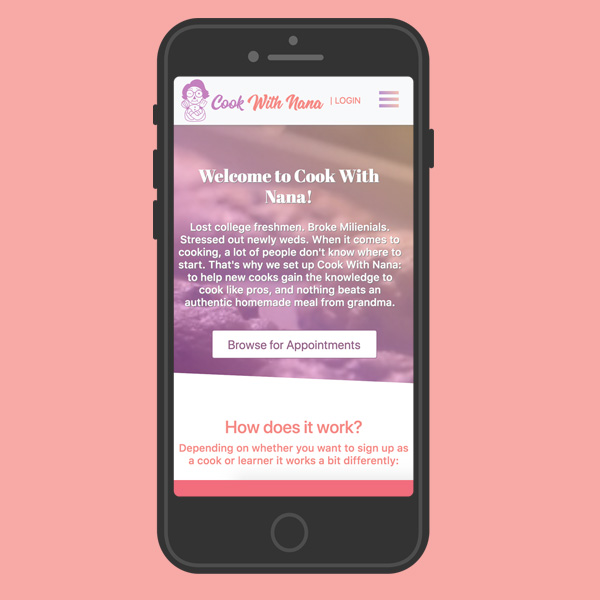 Cook With Nana | LOGIN
Welcome to Cook With
Nana!
Lost college freshmen. Broke Milienials.
Stressed out newly weds. When it comes to
cooking, a lot of people don't know where to
start. That's why we set up Cook With Nana:
to help new cooks gain the knowledge to
cook like pros, and nothing beats an
authentic homemade meal from grandma.
Browse for Appointments
How does it work?
Depending on whether you want to sign up as
a cook or learner it works a bit differently: